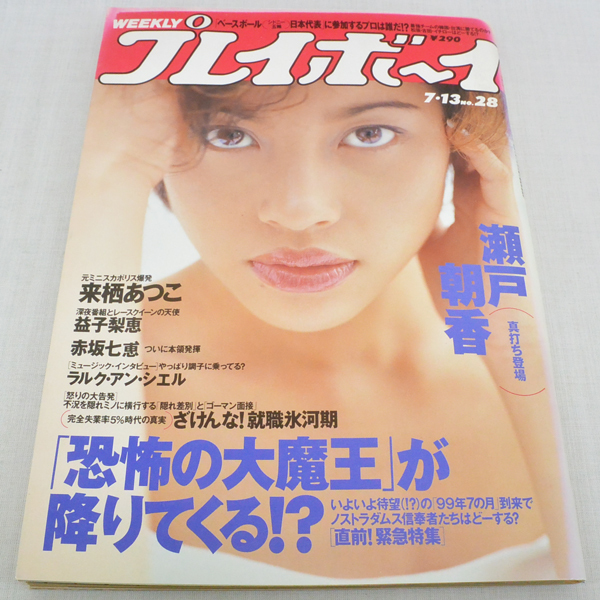 WEEKLY
ベースボール
「日本代表」に参加するプロは誰だ!?
プレイボーイ
¥290
7・13 No.28
瀬戸
朝香
真打ち登場
元ミニスカポリス爆発
来栖あつこ
深夜番組とレースクイーンの天使
益子梨恵
赤坂七恵 ついに本領発揮
「ミュージック・インタビュー」やっぱり調子に乗ってる?
ラルク・アン・シエル
「怒りの大告発」
不況を隠れミノに横行する「隠れ差別」と「ゴーマン面接」
完全失業率5%時代の真実 ざけんな!就職氷河期
「恐怖の大魔王」が
降りてくる!?
いよいよ待望(!?)の「99年7の月」到来で
ノストラダムス信奉者たちはどーする?
「直前!緊急特集」